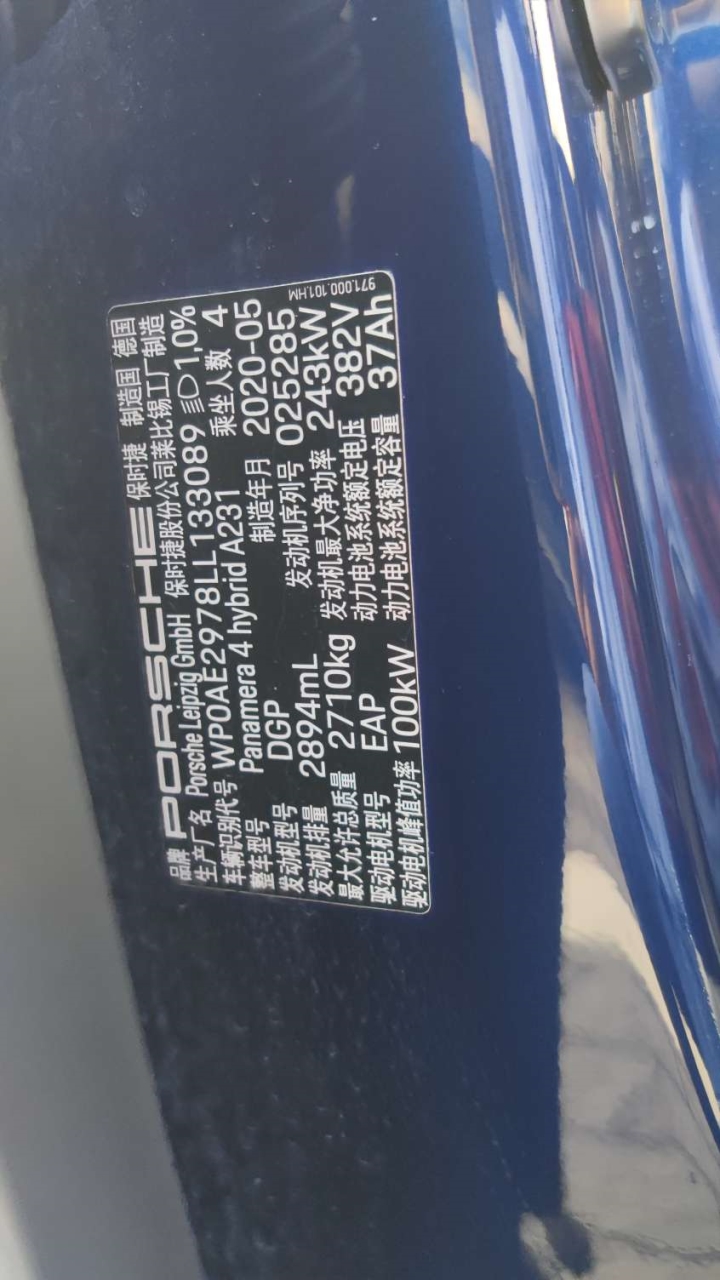 品牌 PORSCHE 保时捷 制造国 德国
生产厂名 Porsche Leipzig GmbH 保时捷股份公司莱比锡工厂制造
车辆识别代号 WP0AE2978LL133089 1,0%
整车型号 Panamera 4 hybrid A231 乘坐人数 4
发动机型号 DGP 制造年月 2020-05
发动机排量 2894mL 发动机序列号 025285
最大允许总质量 2710kg 发动机最大净功率 243kW
驱动电机型号 EAP 动力电池系统额定电压 382V
驱动电机峰值功率 100kW 动力电池系统额定容量 37Ah
971.000.101.HM